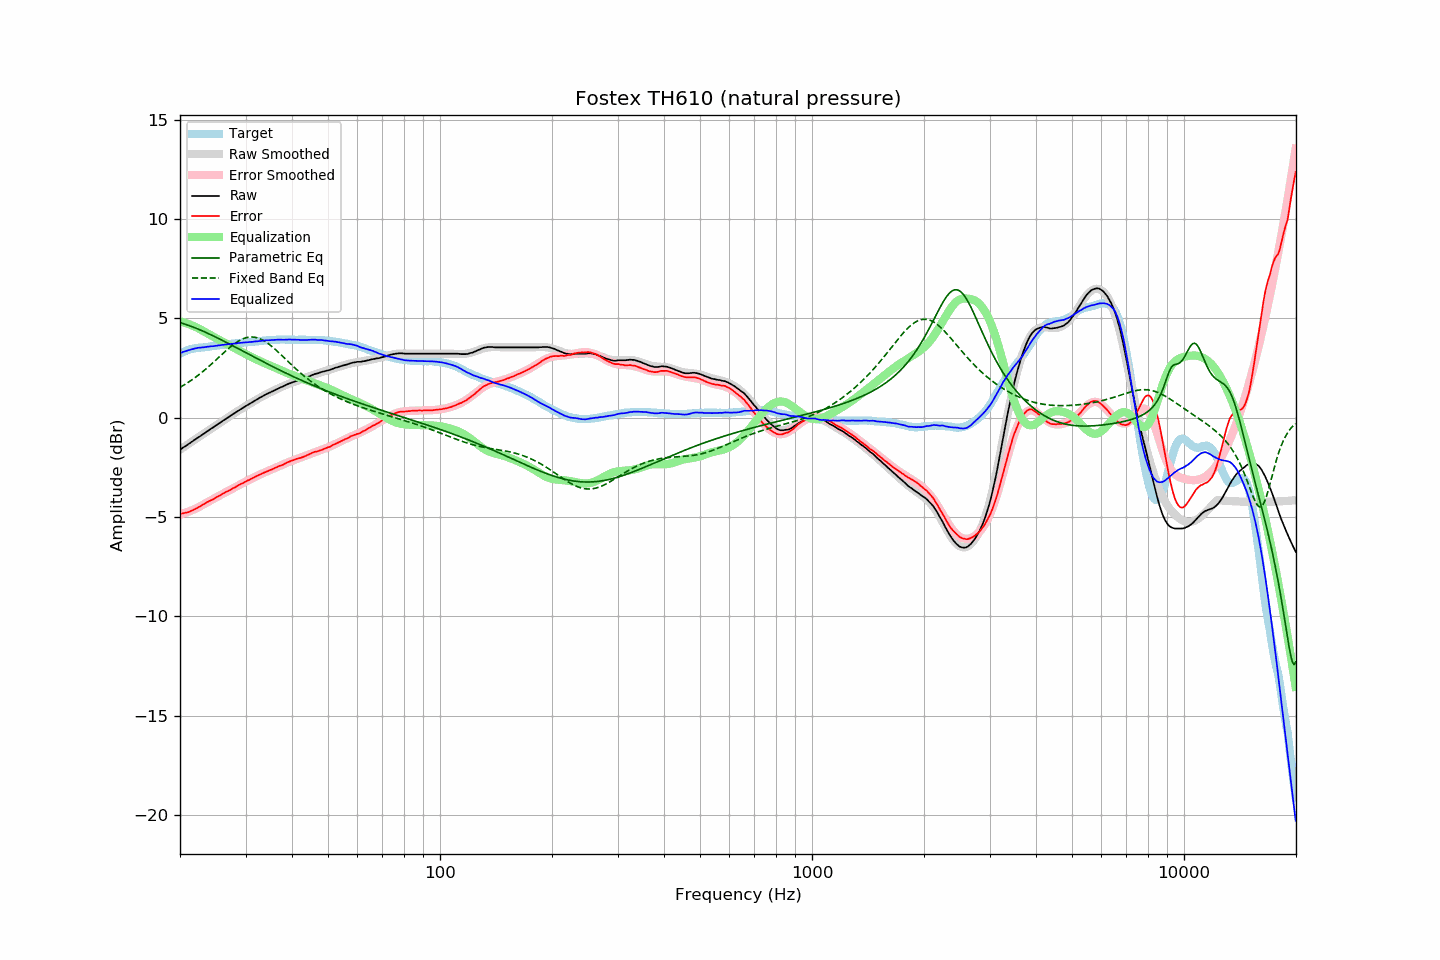 Fostex TH610 (natural pressure)
Target
Raw Smoothed
Error Smoothed
Raw
Error
Equalization
Parametric Eq
Fixed Band Eq
Equalized
15
10
5
0
−5
−10
−15
−20
Amplitude (dBr)
100
1000
10000
Frequency (Hz)